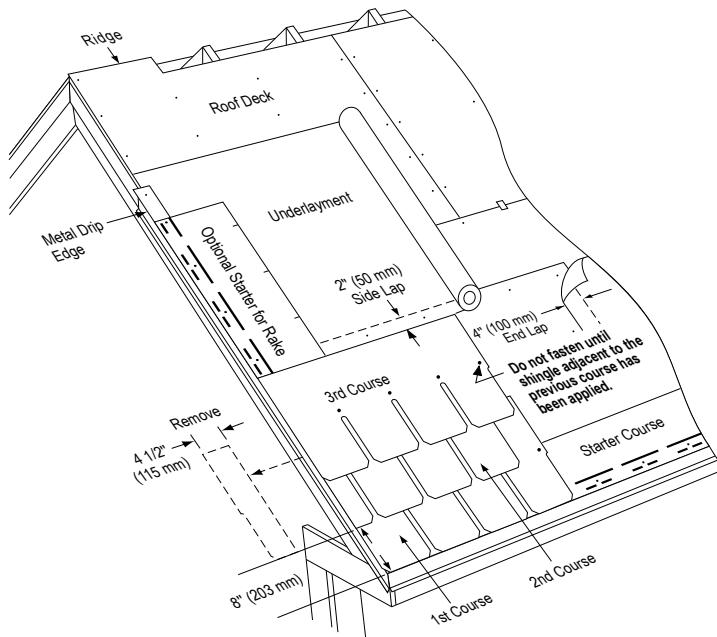 Ridge
Roof Deck
Underlayment
Metal Drip
Edge
Optional Starter for Rake
2" (50 mm)
Side Lap
4" (100 mm)
End Lap
Do not fasten until
shingle adjacent to the
previous course has
been applied.
3rd Course
Remove
4 1/2"
(115 mm)
Starter Course
8" (203 mm)
1st Course
2nd Course